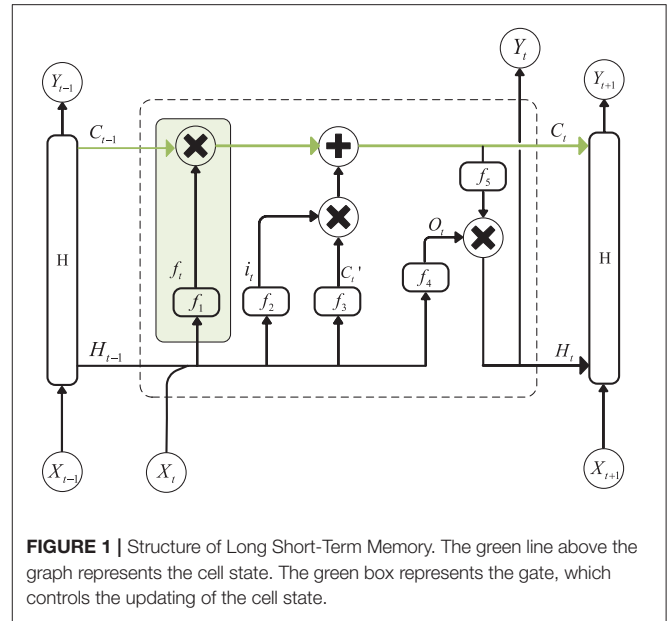 Y_t
Y_{t-1}
Y_{t+1}
C_{t-1}
C_t
f_5
O_t
H
f_t
i_t
C_t'
f_4
H
f_1
f_2
f_3
H_{t-1}
H_t
X_{t-1}
X_t
X_{t+1}
FIGURE 1 | Structure of Long Short-Term Memory. The green line above the
graph represents the cell state. The green box represents the gate, which
controls the updating of the cell state.